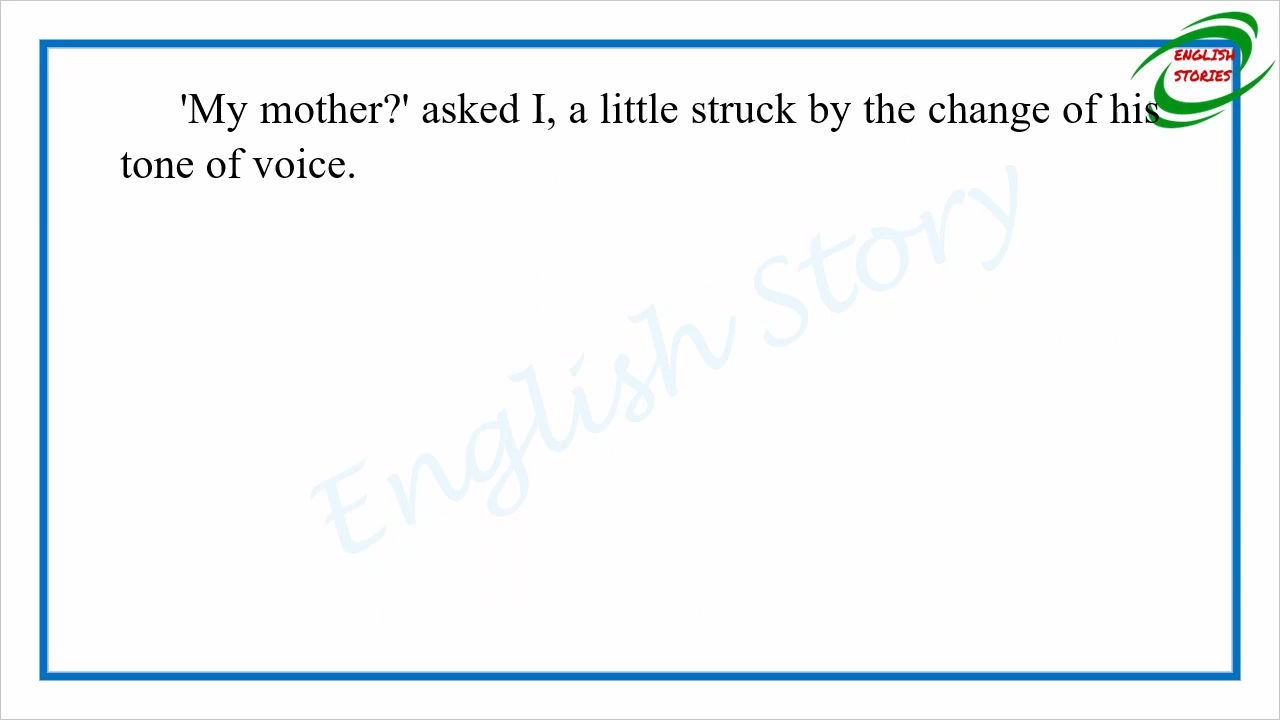 ENGLISH
STORIES
'My mother?' asked I, a little struck by the change of his
tone of voice.
English Story